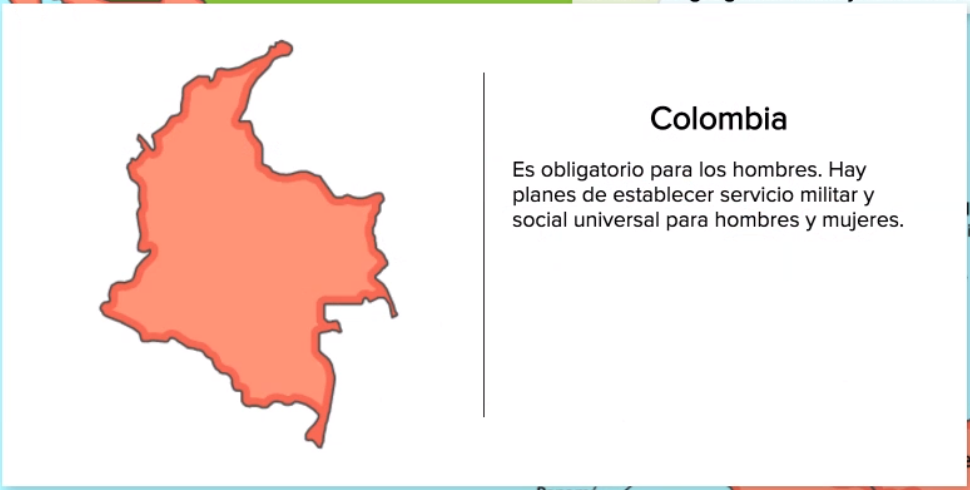 Colombia
Es obligatorio para los hombres. Hay
planes de establecer servicio militar y
social universal para hombres y mujeres.